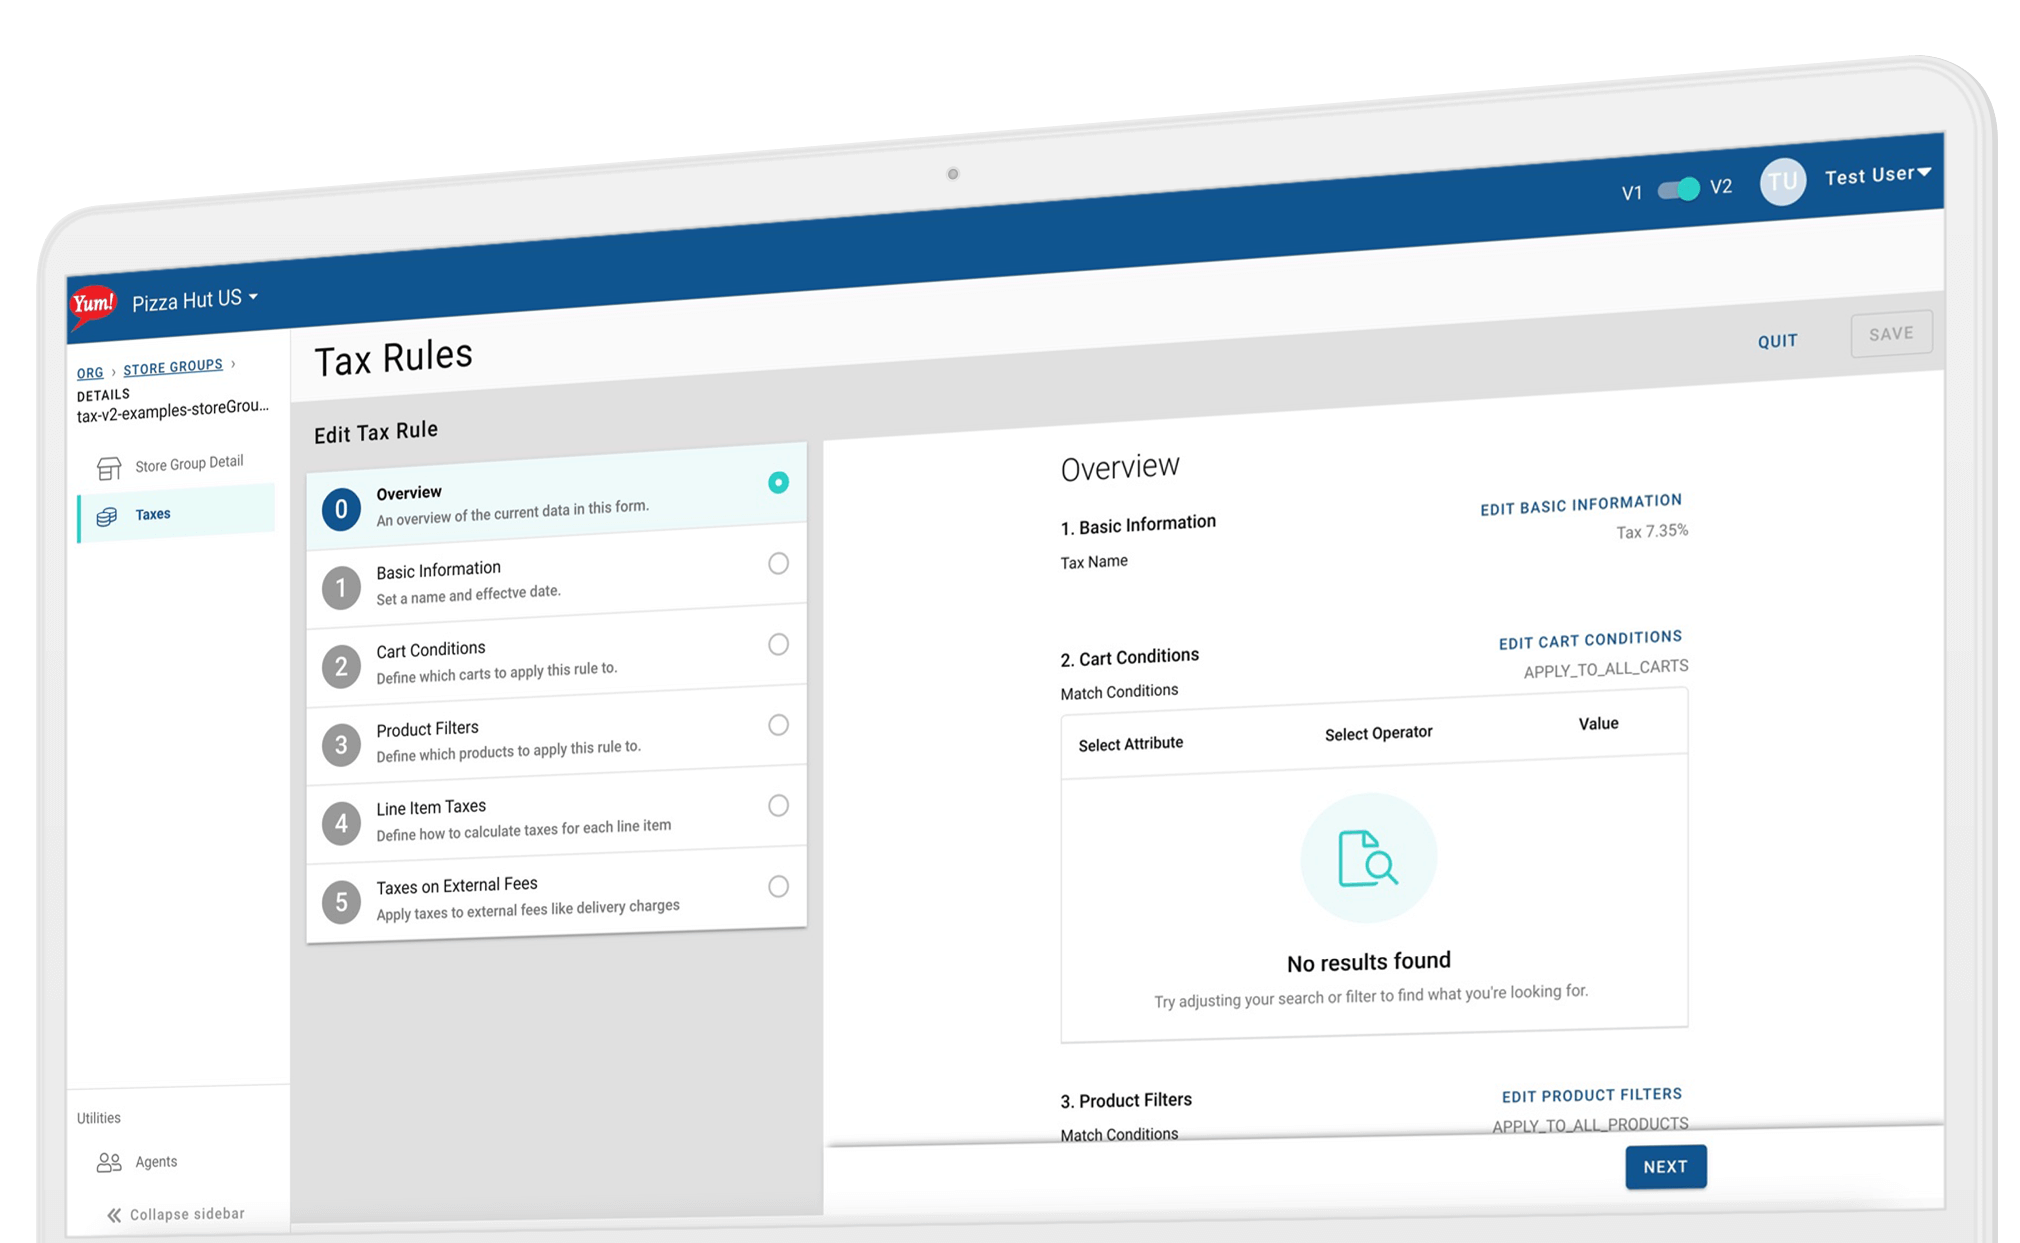 V1 V2 TU Test User
Yum! Pizza Hut US
ORG › STORE GROUPS ›
DETAILS
tax-v2-examples-storeGrou...
Store Group Detail
Taxes
Utilities
Agents
Collapse sidebar
Tax Rules
QUIT SAVE
Edit Tax Rule
0 Overview
An overview of the current data in this form.
1 Basic Information
Set a name and effectve date.
2 Cart Conditions
Define which carts to apply this rule to.
3 Product Filters
Define which products to apply this rule to.
4 Line Item Taxes
Define how to calculate taxes for each line item
5 Taxes on External Fees
Apply taxes to external fees like delivery charges
Overview
1. Basic Information EDIT BASIC INFORMATION
Tax Name Tax 7.35%
2. Cart Conditions EDIT CART CONDITIONS
Match Conditions APPLY_TO_ALL_CARTS
Select Attribute Select Operator Value
No results found
Try adjusting your search or filter to find what you're looking for.
3. Product Filters EDIT PRODUCT FILTERS
Match Conditions APPLY_TO_ALL_PRODUCTS
NEXT